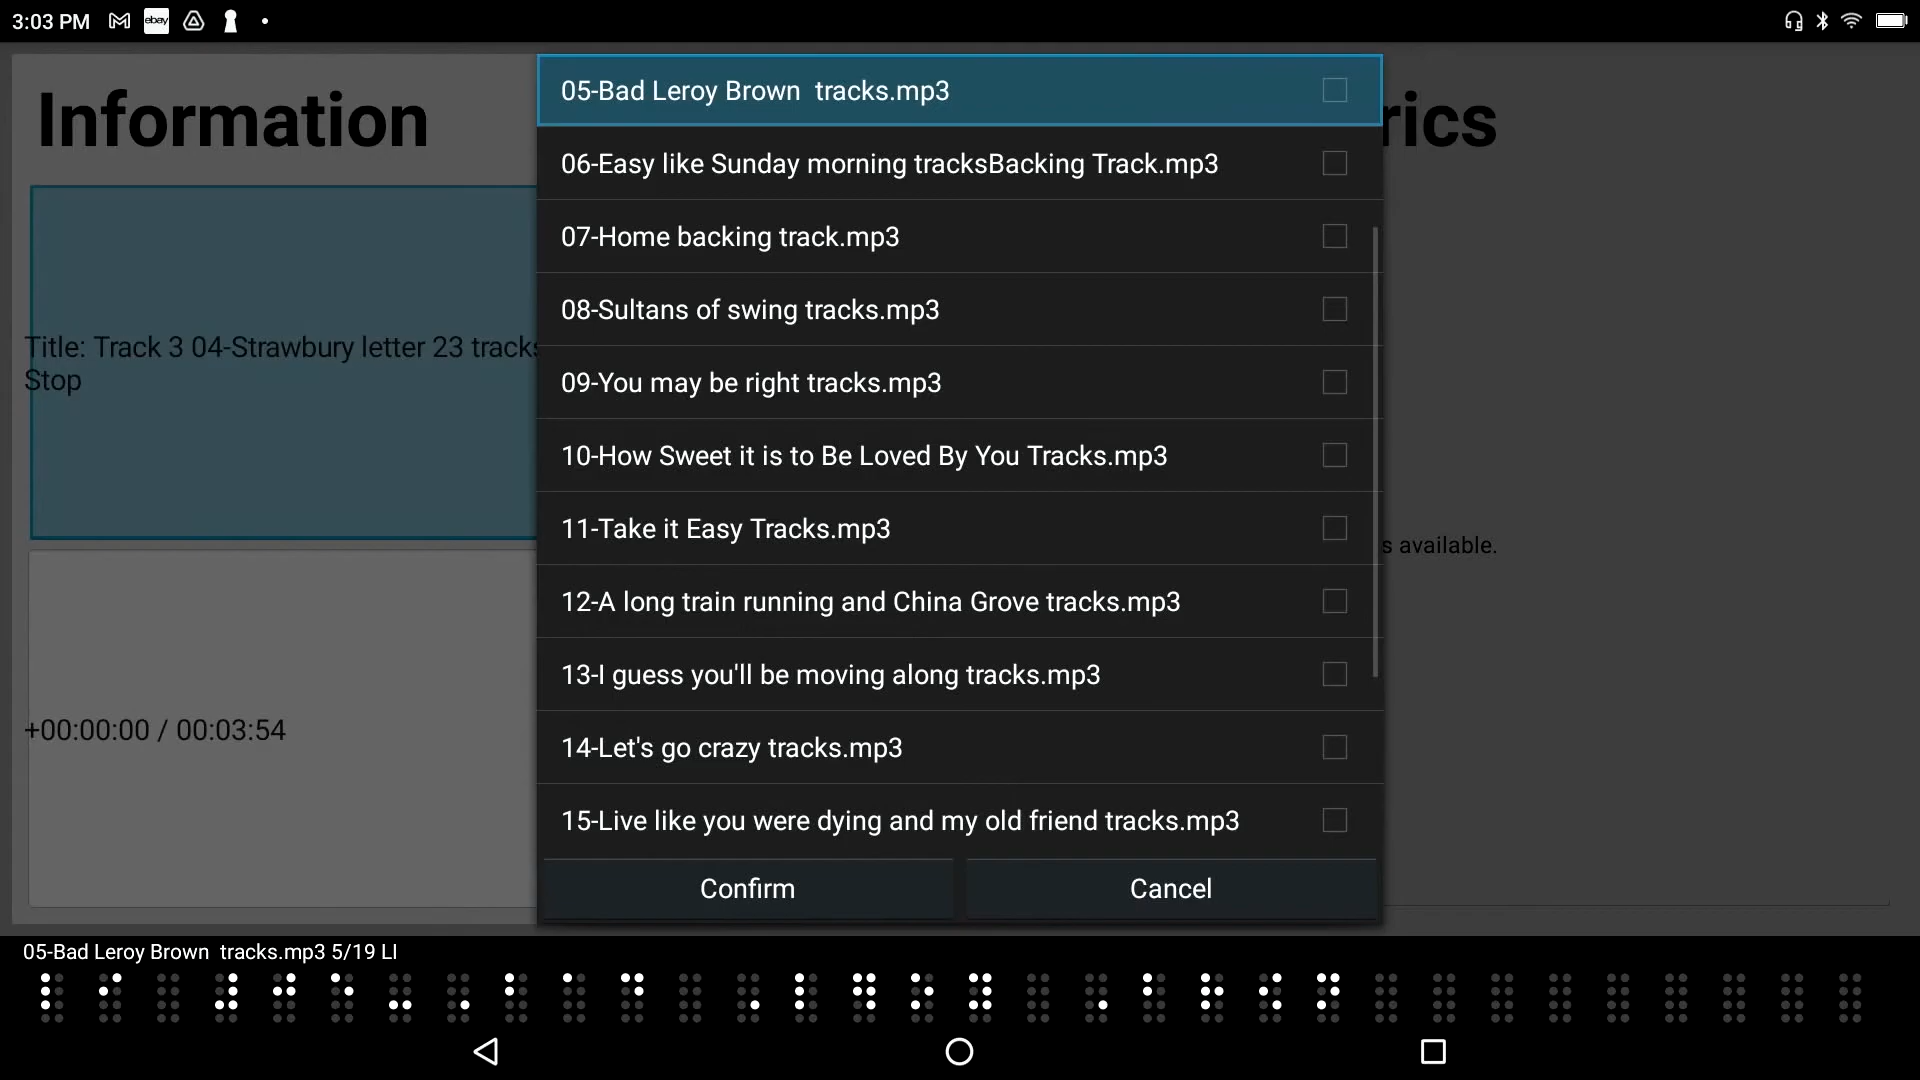 3:03 PM
ebay
Information
rics
Title: Track 3 04-Strawbury letter 23 tracks
Stop
+00:00:00 / 00:03:54
s available.
05-Bad Leroy Brown  tracks.mp3
06-Easy like Sunday morning tracksBacking Track.mp3
07-Home backing track.mp3
08-Sultans of swing tracks.mp3
09-You may be right tracks.mp3
10-How Sweet it is to Be Loved By You Tracks.mp3
11-Take it Easy Tracks.mp3
12-A long train running and China Grove tracks.mp3
13-I guess you'll be moving along tracks.mp3
14-Let's go crazy tracks.mp3
15-Live like you were dying and my old friend tracks.mp3
Confirm
Cancel
05-Bad Leroy Brown  tracks.mp3 5/19 LI